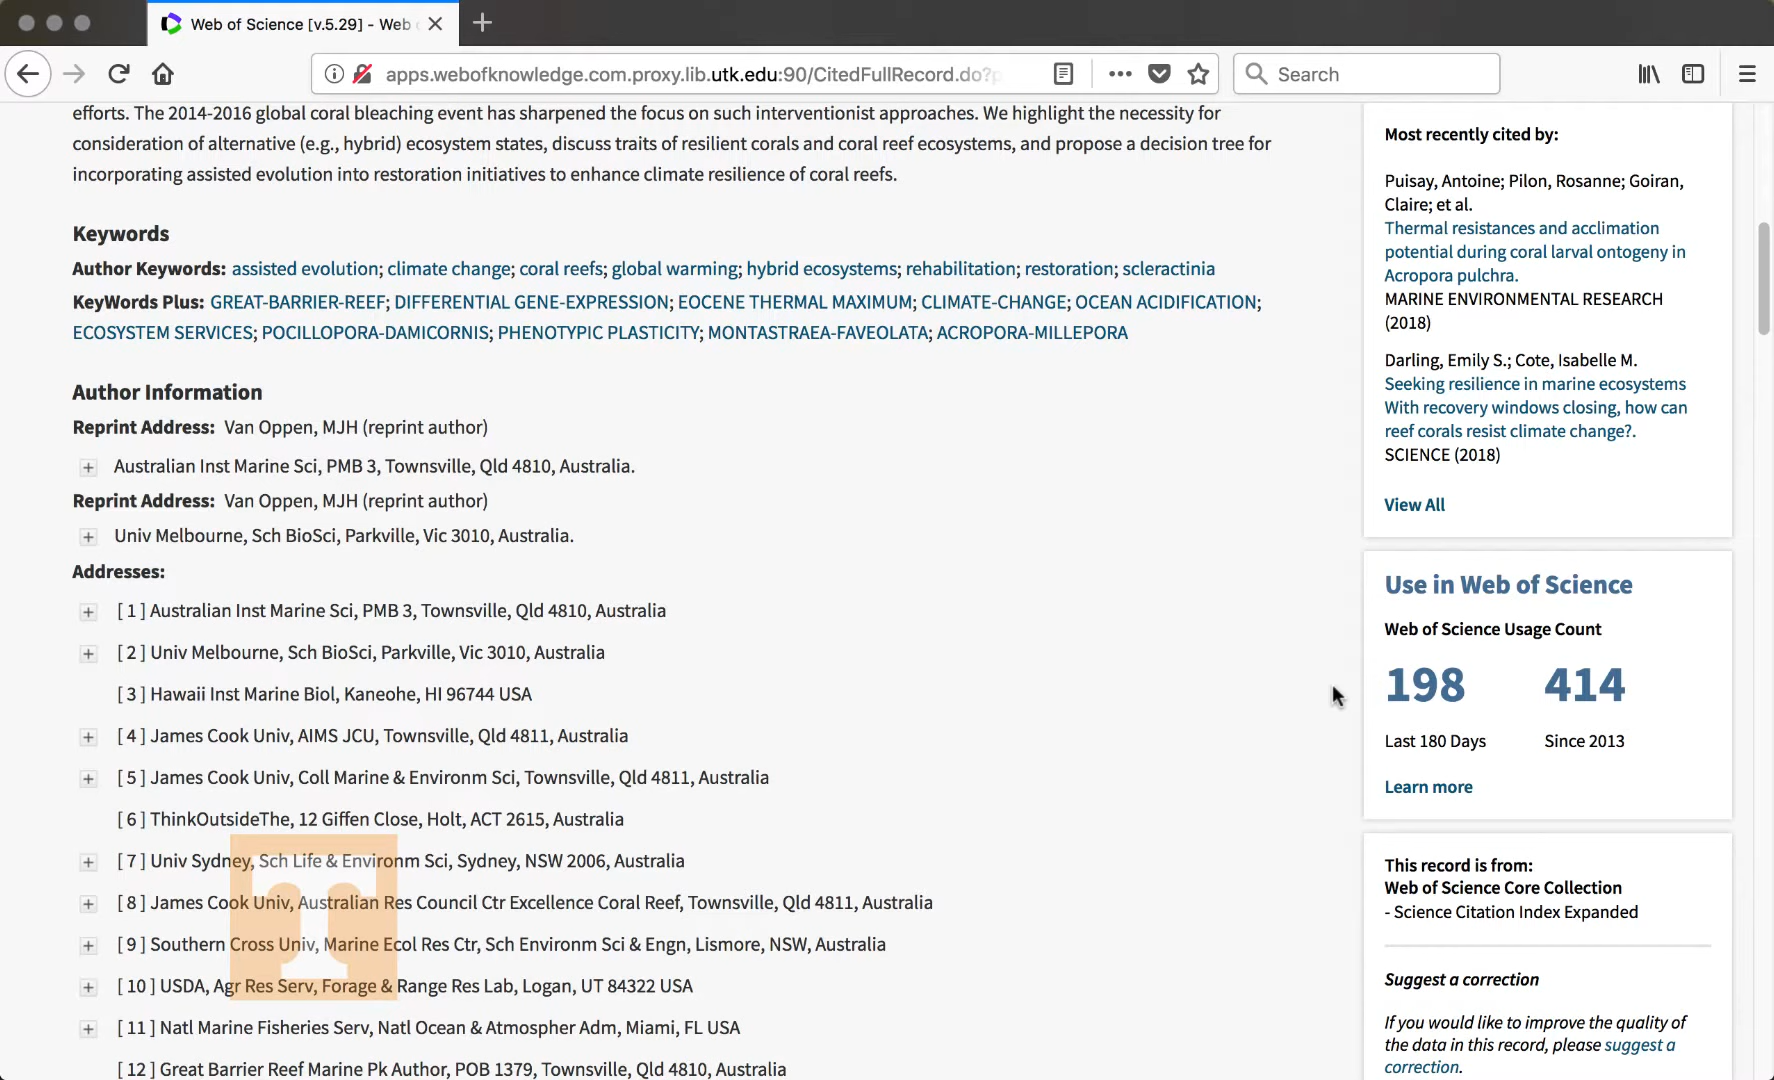 Web of Science [v.5.29] - Web
apps.webofknowledge.com.proxy.lib.utk.edu:90/CitedFullRecord.do?
Search
efforts. The 2014-2016 global coral bleaching event has sharpened the focus on such interventionist approaches. We highlight the necessity for
consideration of alternative (e.g., hybrid) ecosystem states, discuss traits of resilient corals and coral reef ecosystems, and propose a decision tree for
incorporating assisted evolution into restoration initiatives to enhance climate resilience of coral reefs.
Keywords
Author Keywords: assisted evolution; climate change; coral reefs; global warming; hybrid ecosystems; rehabilitation; restoration; scleractinia
KeyWords Plus: GREAT-BARRIER-REEF; DIFFERENTIAL GENE-EXPRESSION; EOCENE THERMAL MAXIMUM; CLIMATE-CHANGE; OCEAN ACIDIFICATION;
ECOSYSTEM SERVICES; POCILLOPORA-DAMICORNIS; PHENOTYPIC PLASTICITY; MONTASTRAEA-FAVEOLATA; ACROPORA-MILLEPORA
Author Information
Reprint Address: Van Oppen, MJH (reprint author)
Australian Inst Marine Sci, PMB 3, Townsville, Qld 4810, Australia.
Reprint Address: Van Oppen, MJH (reprint author)
Univ Melbourne, Sch BioSci, Parkville, Vic 3010, Australia.
Addresses:
[ 1 ] Australian Inst Marine Sci, PMB 3, Townsville, Qld 4810, Australia
[ 2 ] Univ Melbourne, Sch BioSci, Parkville, Vic 3010, Australia
[ 3 ] Hawaii Inst Marine Biol, Kaneohe, HI 96744 USA
[ 4 ] James Cook Univ, AIMS JCU, Townsville, Qld 4811, Australia
[ 5 ] James Cook Univ, Coll Marine & Environm Sci, Townsville, Qld 4811, Australia
[ 6 ] ThinkOutsideThe, 12 Giffen Close, Holt, ACT 2615, Australia
[ 7 ] Univ Sydney, Sch Life & Environm Sci, Sydney, NSW 2006, Australia
[ 8 ] James Cook Univ, Australian Res Council Ctr Excellence Coral Reef, Townsville, Qld 4811, Australia
[ 9 ] Southern Cross Univ, Marine Ecol Res Ctr, Sch Environm Sci & Engn, Lismore, NSW, Australia
[ 10 ] USDA, Agr Res Serv, Forage & Range Res Lab, Logan, UT 84322 USA
[ 11 ] Natl Marine Fisheries Serv, Natl Ocean & Atmospher Adm, Miami, FL USA
[ 12 ] Great Barrier Reef Marine Pk Author, POB 1379, Townsville, Qld 4810, Australia
T
Most recently cited by:
Puisay, Antoine; Pilon, Rosanne; Goiran,
Claire; et al.
Thermal resistances and acclimation
potential during coral larval ontogeny in
Acropora pulchra.
MARINE ENVIRONMENTAL RESEARCH
(2018)
Darling, Emily S.; Cote, Isabelle M.
Seeking resilience in marine ecosystems
With recovery windows closing, how can
reef corals resist climate change?.
SCIENCE (2018)
View All
Use in Web of Science
Web of Science Usage Count
198 414
Last 180 Days Since 2013
Learn more
This record is from:
Web of Science Core Collection
- Science Citation Index Expanded
Suggest a correction
If you would like to improve the quality of
the data in this record, please suggest a
correction.